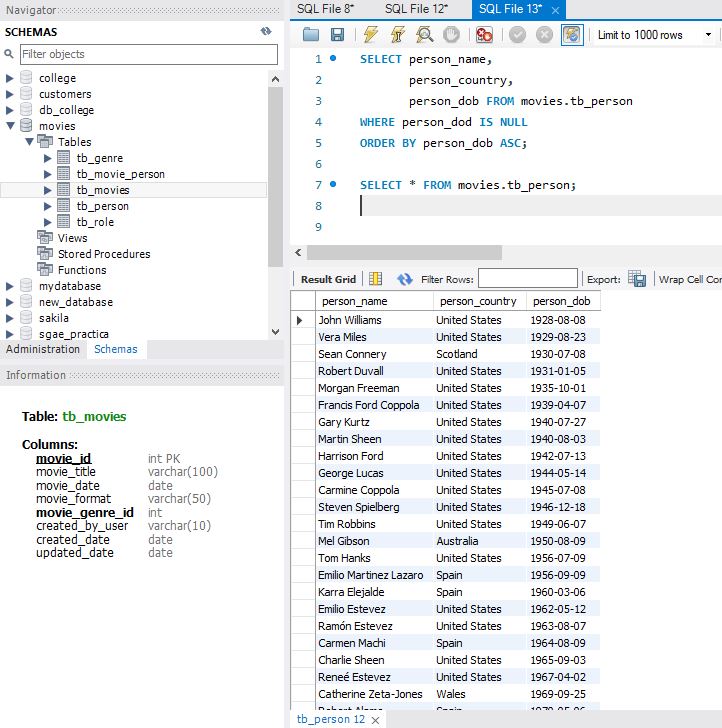 Navigator
SCHEMAS
Filter objects
college
customers
db_college
movies
Tables
tb_genre
tb_movie_person
tb_movies
tb_person
tb_role
Views
Stored Procedures
Functions
mydatabase
new_database
sakila
sgae_practica
Administration Schemas
Information
Table: tb_movies
Columns:
movie_id int PK
movie_title varchar(100)
movie_date date
movie_format varchar(50)
movie_genre_id int
created_by_user varchar(10)
created_date date
updated_date date
SQL File 8* SQL File 12* SQL File 13*
Limit to 1000 rows
1 SELECT person_name,
2 person_country,
3 person_dob FROM movies.tb_person
4 WHERE person_dod IS NULL
5 ORDER BY person_dob ASC;
6
7 SELECT * FROM movies.tb_person;
8
9
Result Grid Filter Rows: Export: Wrap Cell Con
person_name person_country person_dob
John Williams United States 1928-08-08
Vera Miles United States 1929-08-23
Sean Connery Scotland 1930-07-08
Robert Duvall United States 1931-01-05
Morgan Freeman United States 1935-10-01
Francis Ford Coppola United States 1939-04-07
Gary Kurtz United States 1940-07-27
Martin Sheen United States 1940-08-03
Harrison Ford United States 1942-07-13
George Lucas United States 1944-05-14
Carmine Coppola United States 1945-07-08
Steven Spielberg United States 1946-12-18
Tim Robbins United States 1949-06-07
Mel Gibson Australia 1950-08-09
Tom Hanks United States 1956-07-09
Emilio Martinez Lazaro Spain 1956-09-09
Karra Elejalde Spain 1960-03-06
Emilio Estevez United States 1962-05-12
Ramón Estevez United States 1963-08-07
Carmen Machi Spain 1964-08-09
Charlie Sheen United States 1965-09-03
Reneé Estevez United States 1967-04-02
Catherine Zeta-Jones Wales 1969-09-25
tb_person 12